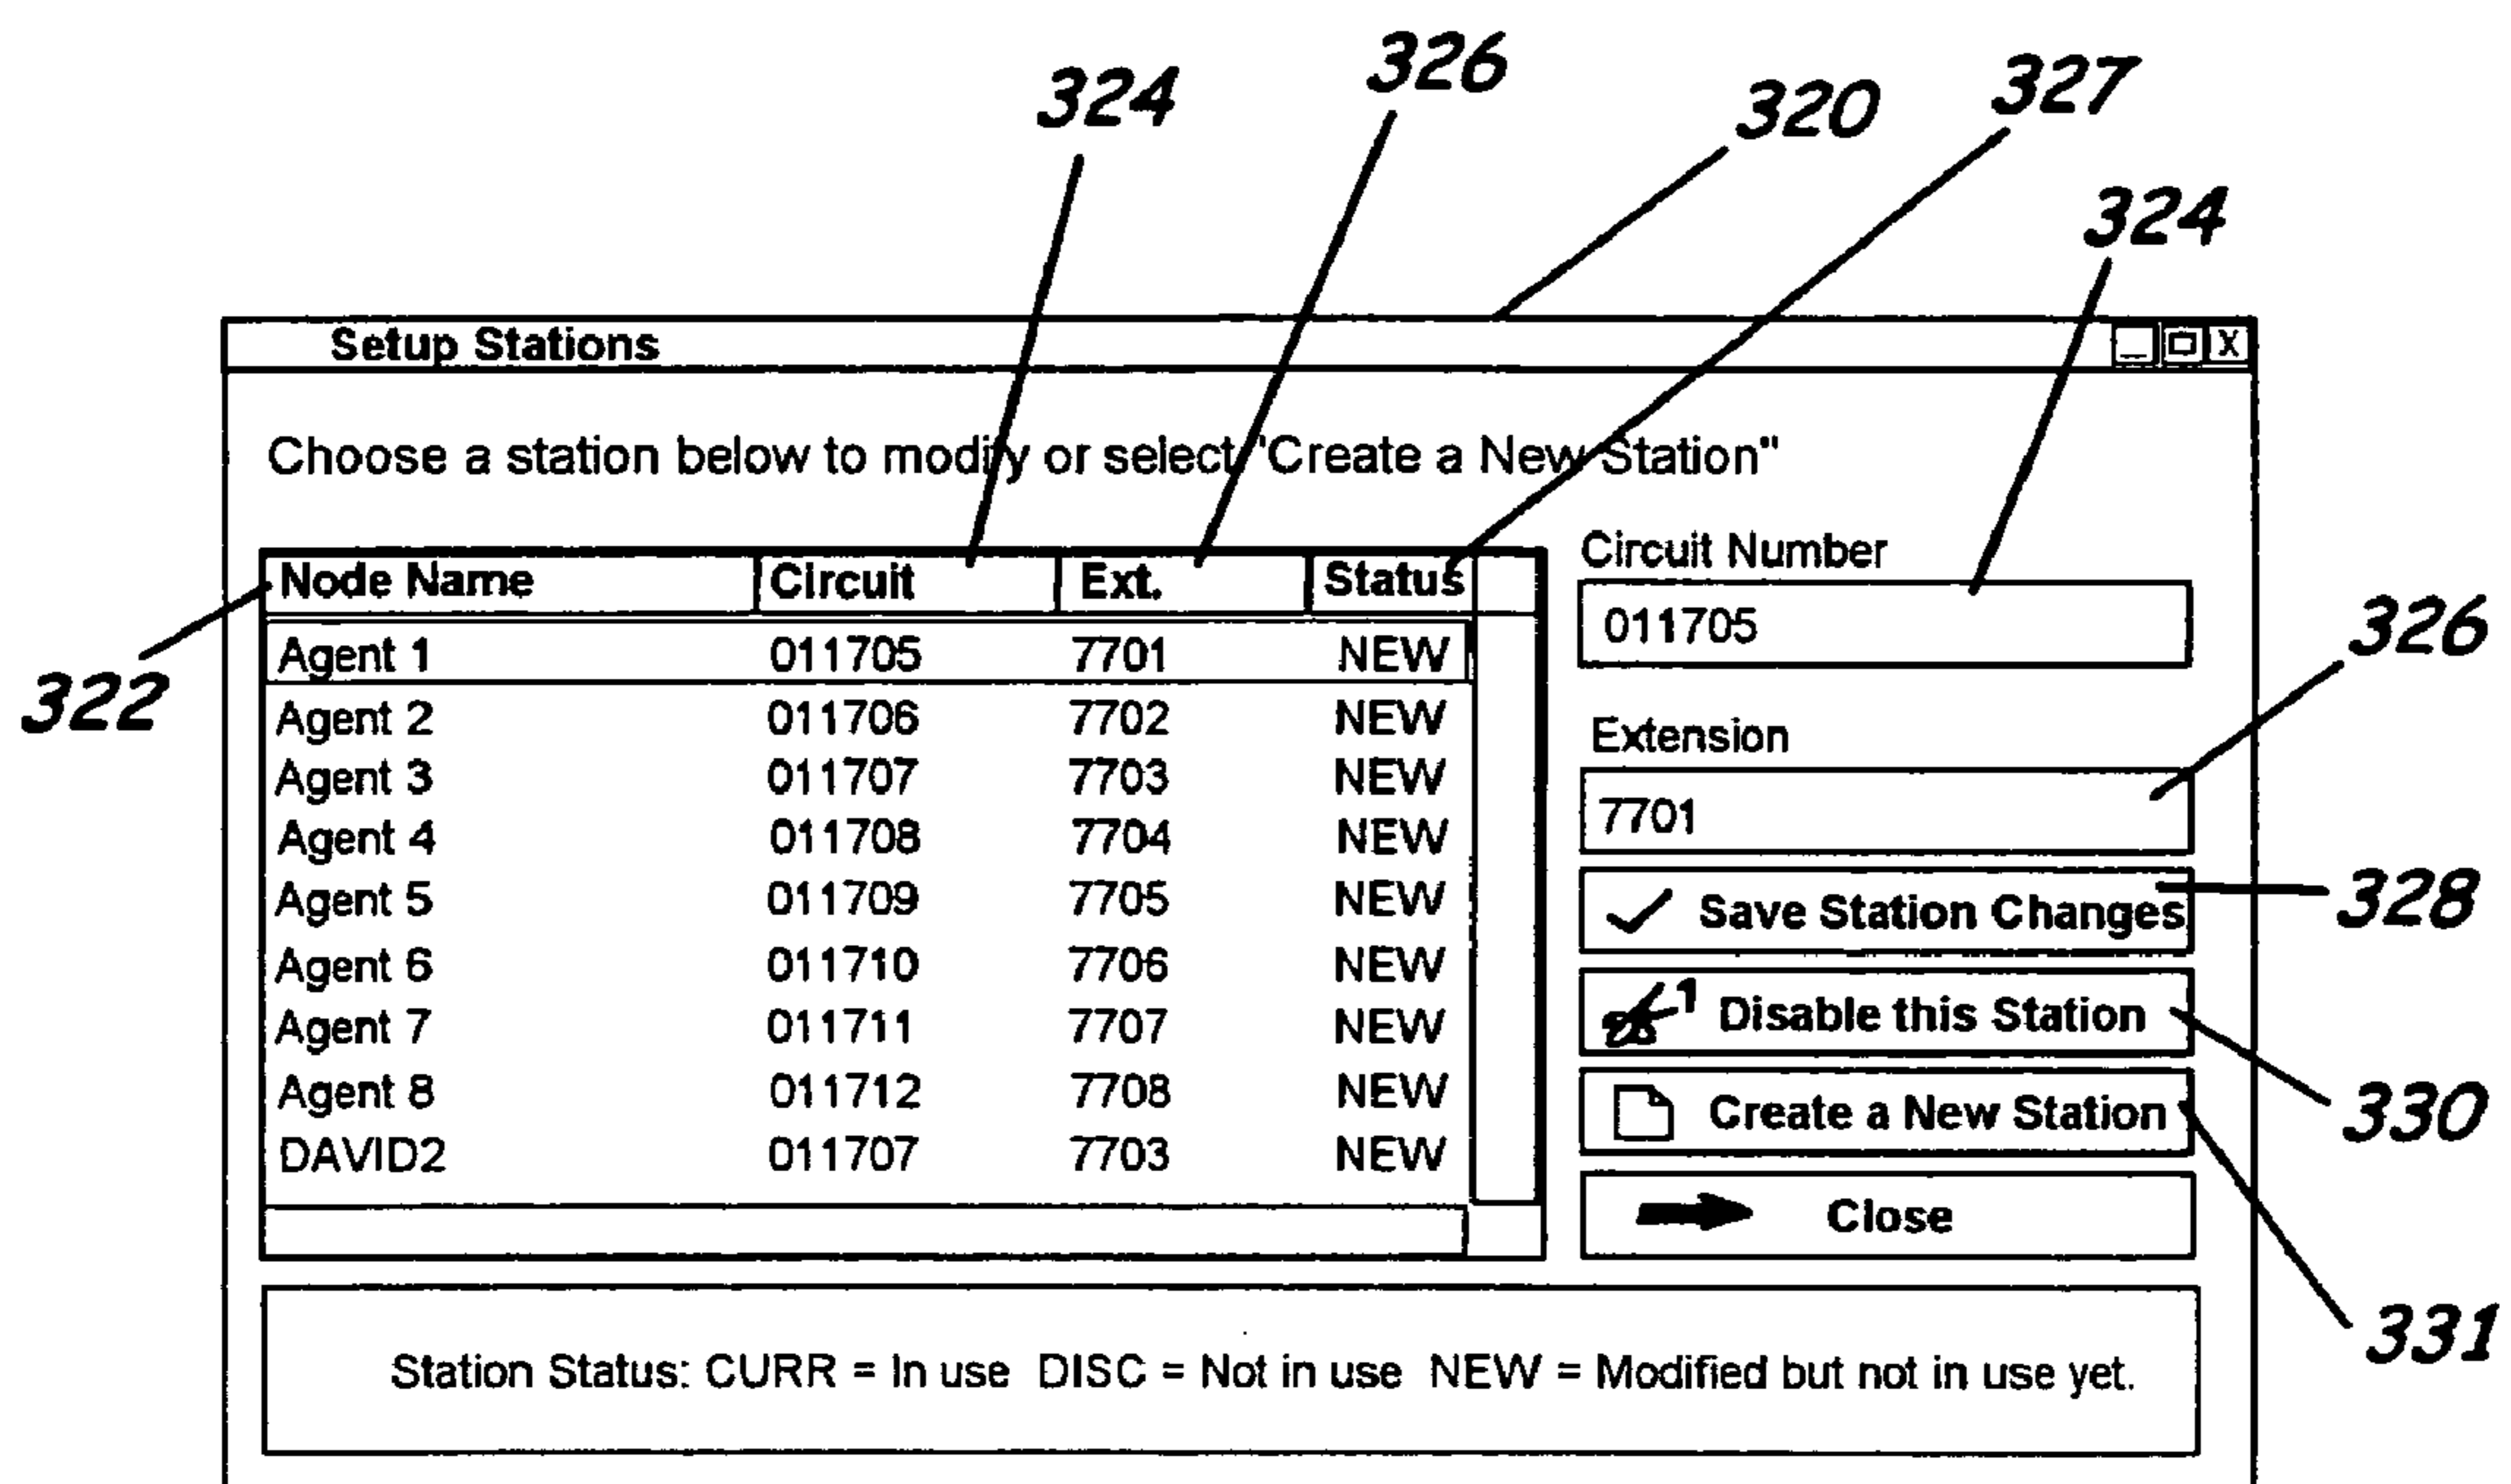 324 326 320 327
324
Setup Stations _ X
Choose a station below to modify or select "Create a New Station"
Node Name Circuit Ext. Status
Agent 1 011705 7701 NEW
Agent 2 011706 7702 NEW
Agent 3 011707 7703 NEW
Agent 4 011708 7704 NEW
Agent 5 011709 7705 NEW
Agent 6 011710 7706 NEW
Agent 7 011711 7707 NEW
Agent 8 011712 7708 NEW
DAVID2 011707 7703 NEW
322
Circuit Number
011705
326
Extension
7701
Save Station Changes 328
Disable this Station
330
Create a New Station
Close
331
Station Status: CURR = In use DISC = Not in use NEW = Modified but not in use yet.